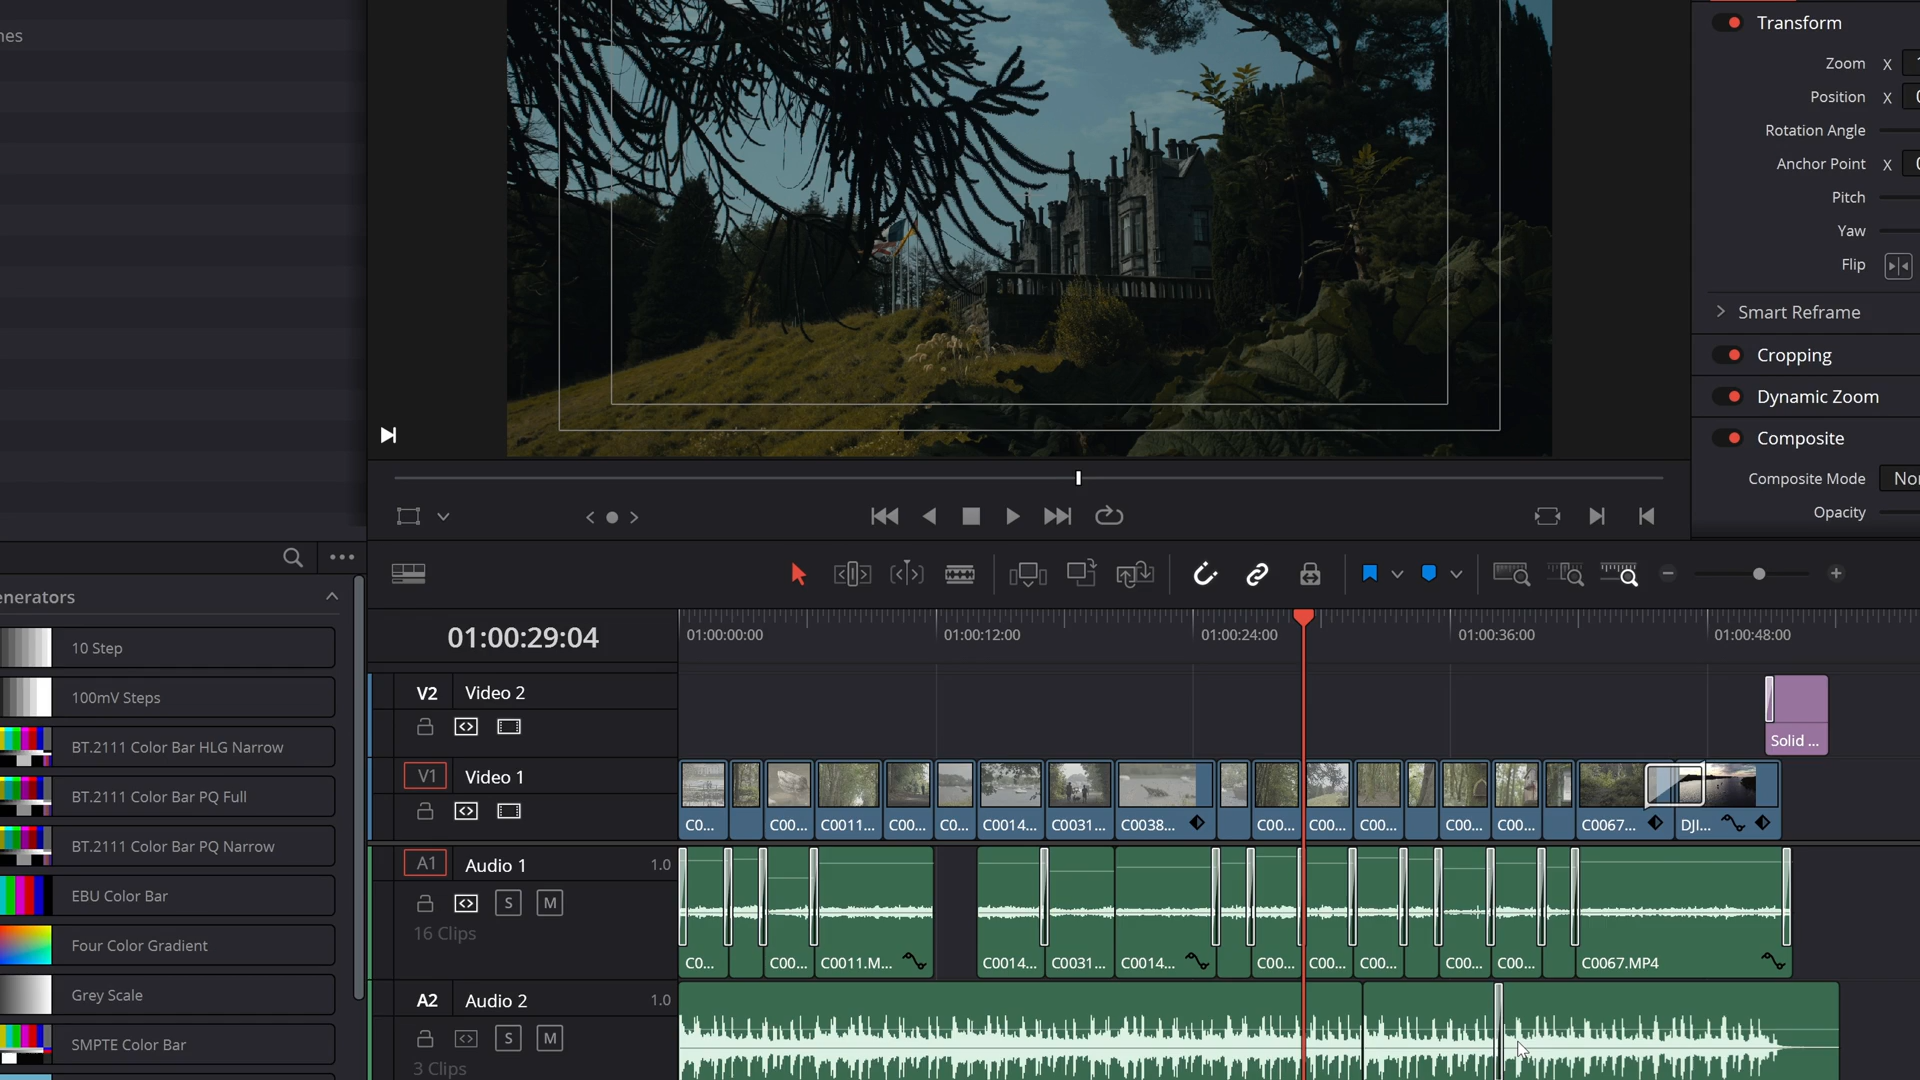 nes
Transform
Zoom X 1
Position X 0
Rotation Angle
Anchor Point X 0
Pitch
Yaw
Flip
Smart Reframe
Cropping
Dynamic Zoom
Composite
Composite Mode Nor
Opacity
enerators
10 Step
100mV Steps
BT.2111 Color Bar HLG Narrow
BT.2111 Color Bar PQ Full
BT.2111 Color Bar PQ Narrow
EBU Color Bar
Four Color Gradient
Grey Scale
SMPTE Color Bar
01:00:29:04
01:00:00:00 01:00:12:00 01:00:24:00 01:00:36:00 01:00:48:00
V2 Video 2
Solid ...
V1 Video 1
C0... C00... C0011... C00... C0... C0014... C0031... C0038... C00... C00... C00... C00... C00... C0067... DJI...
A1 Audio 1 1.0
S M
16 Clips
C0... C00... C0011.M... C0014... C0031... C0014... C00... C00... C00... C00... C00... C0067.MP4
A2 Audio 2 1.0
S M
3 Clips